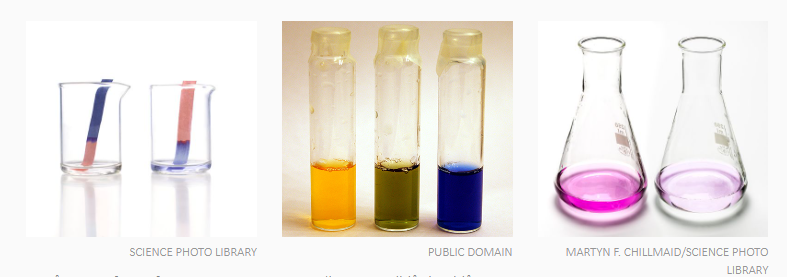 SCIENCE PHOTO LIBRARY
PUBLIC DOMAIN
MARTYN F. CHILLMAID/SCIENCE PHOTO
LIBRARY